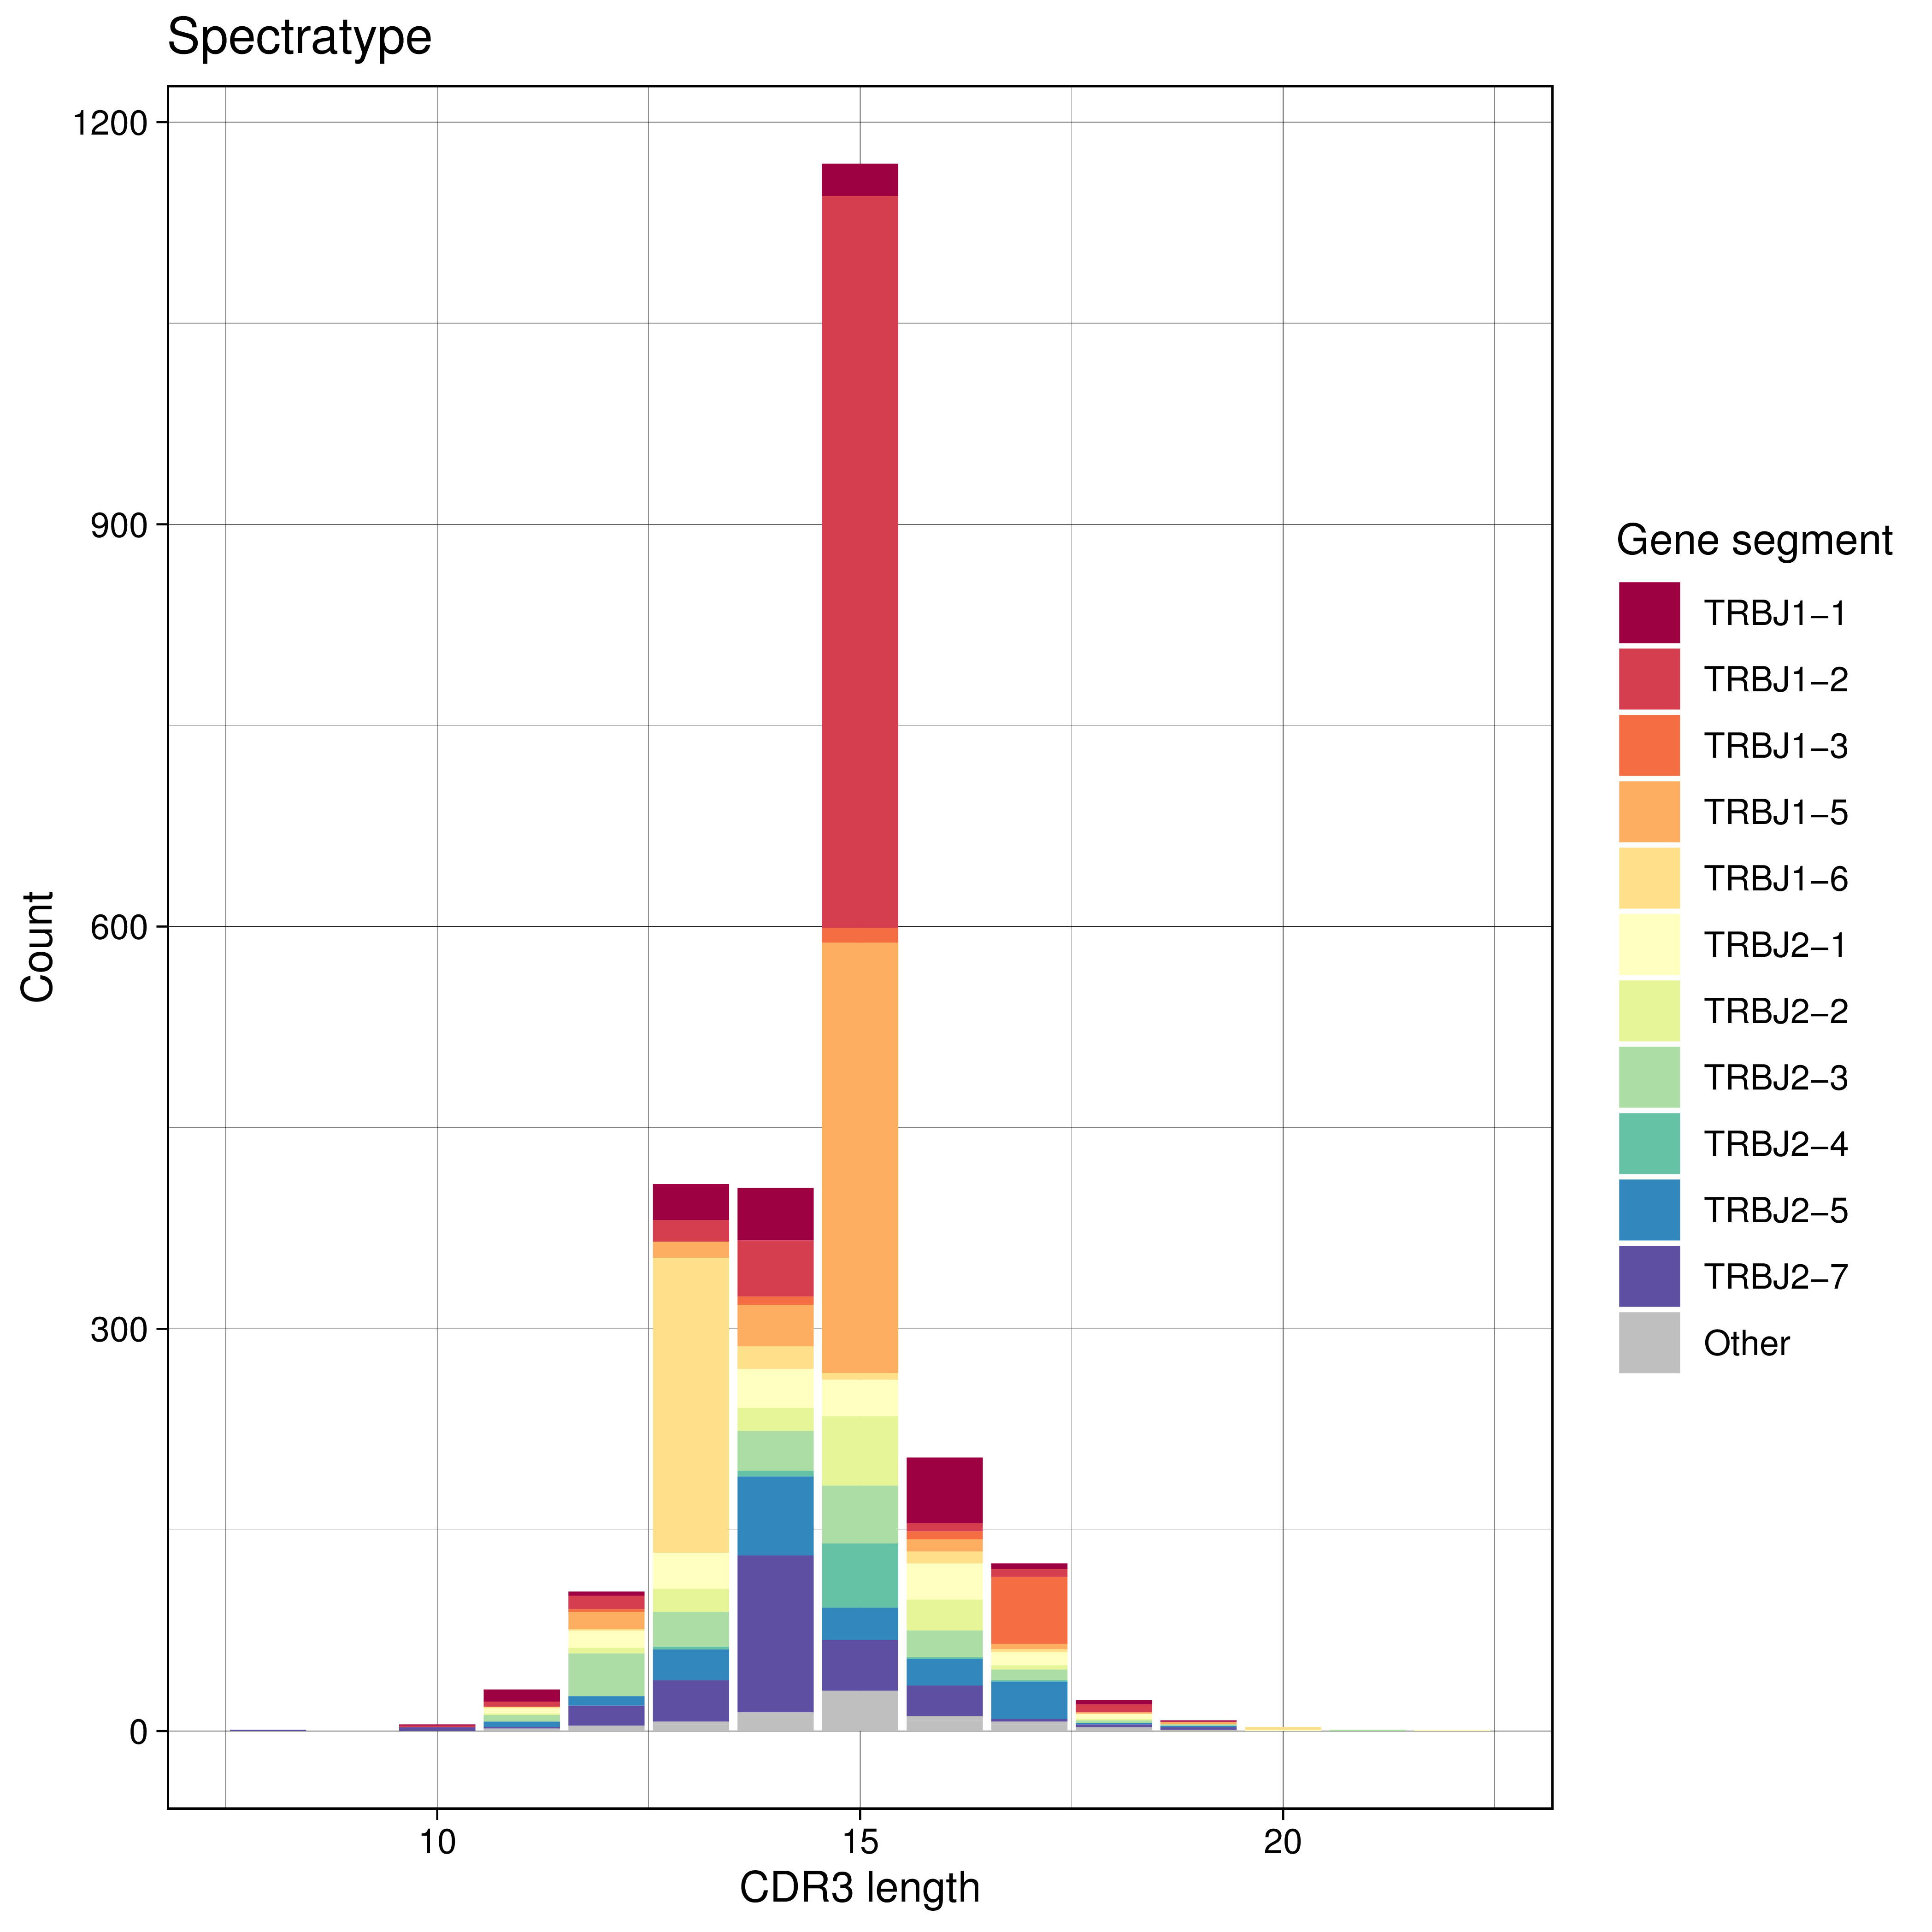 Spectratype
1200
900
600
300
0
Count
10
15
20
CDR3 length
Gene segment
TRBJ1−1
TRBJ1−2
TRBJ1−3
TRBJ1−5
TRBJ1−6
TRBJ2−1
TRBJ2−2
TRBJ2−3
TRBJ2−4
TRBJ2−5
TRBJ2−7
Other